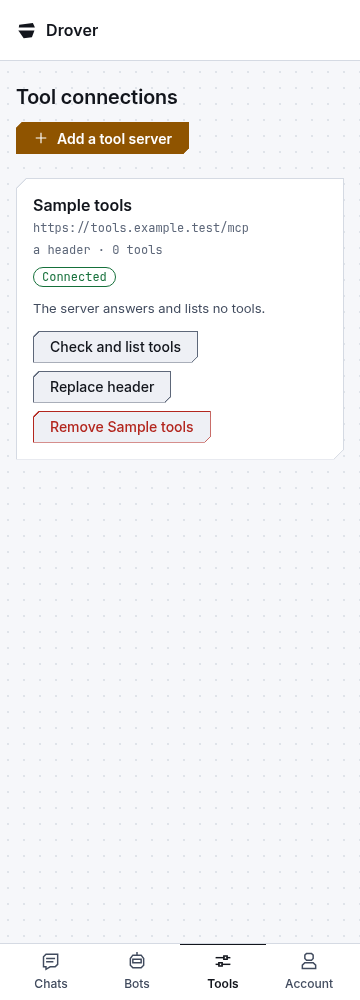 Drover
Tool connections
Add a tool server
Sample tools
https://tools.example.test/mcp
a header · 0 tools
Connected
The server answers and lists no tools.
Check and list tools
Replace header
Remove Sample tools
Chats
Bots
Tools
Account